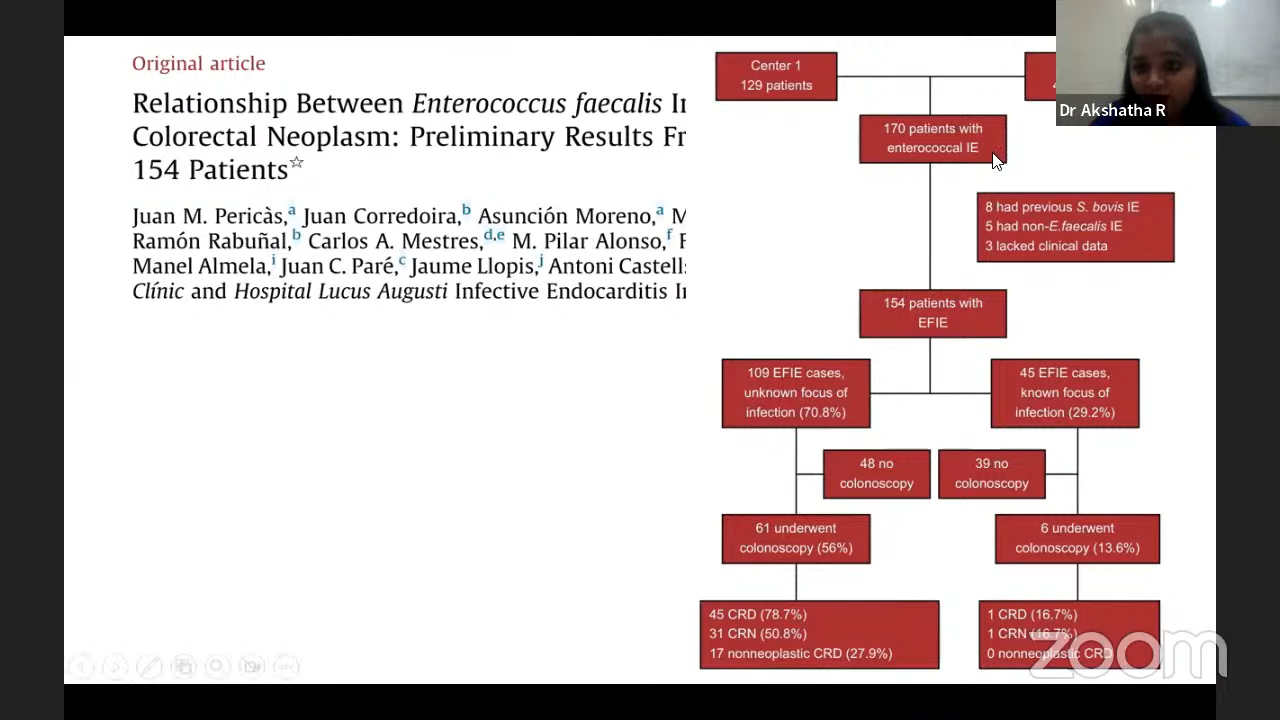 Original article
Relationship Between Enterococcus faecalis
Colorectal Neoplasm: Preliminary Results
154 Patients☆
Juan M. Pericàs,a Juan Corredoira,b Asunción Moreno,a M
Ramón Rabuñal,b Carlos A. Mestres,d,e M. Pilar Alonso,f
Manel Almela,i Juan C. Paré,c Jaume Llopis,j Antoni
Clínic and Hospital Lucus Augusti Infective Endocarditis
Center 1
129 patients
Dr Akshatha R
170 patients with
enterococcal IE
8 had previous S. bovis IE
5 had non-E.faecalis IE
3 lacked clinical data
154 patients with
EFIE
109 EFIE cases,
unknown focus of
infection (70.8%)
45 EFIE cases,
known focus of
infection (29.2%)
48 no
colonoscopy
39 no
colonoscopy
61 underwent
colonoscopy (56%)
6 underwent
colonoscopy (13.6%)
45 CRD (78.7%)
31 CRN (50.8%)
17 nonneoplastic CRD (27.9%)
1 CRD (16.7%)
1 CRN (16.7%)
0 nonneoplastic CRD
zoom